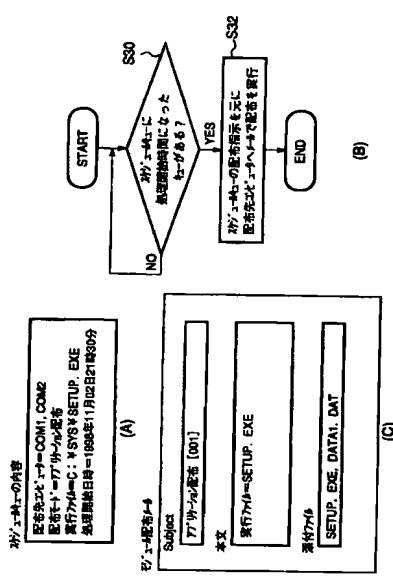 スケジュールキューの内容
配布先コンピュータ=COM1, COM2
配布モード=アプリケーション配布
実行ファイル=C:¥SYS¥SETUP. EXE
処理開始日時=1998年11月02日21時30分
(A)
START
S30
スケジュールキューに
処理開始時間になった
キューがある?
NO
YES
S32
スケジュールキューの配布指示を元に
配布先コンピュータへメールで配布を実行
END
(B)
モジュール配布メール
Subject
アプリケーション配布 [001]
本文
実行ファイル=SETUP. EXE
添付ファイル
SETUP. EXE, DATA1. DAT
(C)